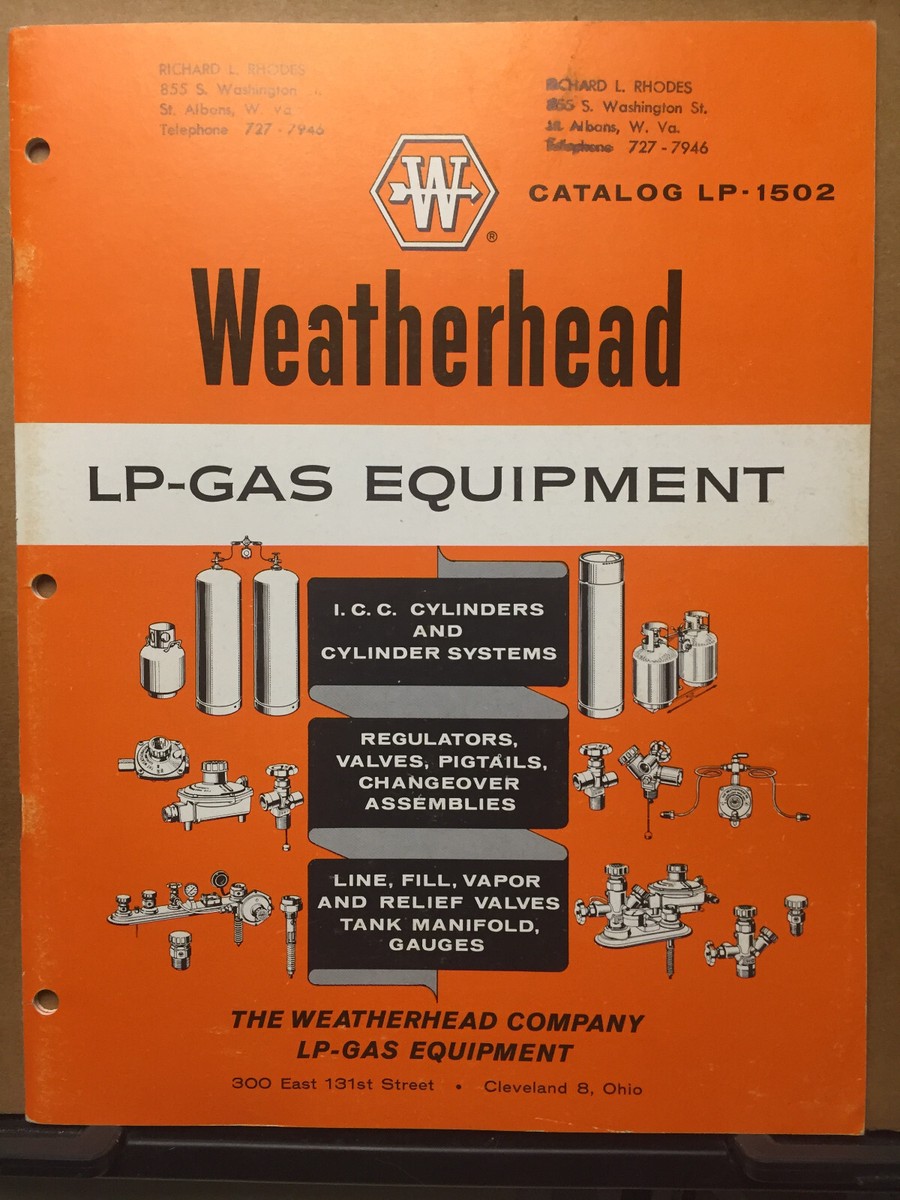 RICHARD L. RHODES
855 S. Washington
St. Albans, W. Va
Telephone 727-7946
RICHARD L. RHODES
855 S. Washington St.
St. Albans, W. Va.
Telephone 727-7946
W
®
CATALOG LP-1502
Weatherhead
LP-GAS EQUIPMENT
I.C.C. CYLINDERS
AND
CYLINDER SYSTEMS
REGULATORS,
VALVES, PIGTAILS,
CHANGEOVER
ASSEMBLIES
LINE, FILL, VAPOR
AND RELIEF VALVES
TANK MANIFOLD,
GAUGES
THE WEATHERHEAD COMPANY
LP-GAS EQUIPMENT
300 East 131st Street • Cleveland 8, Ohio